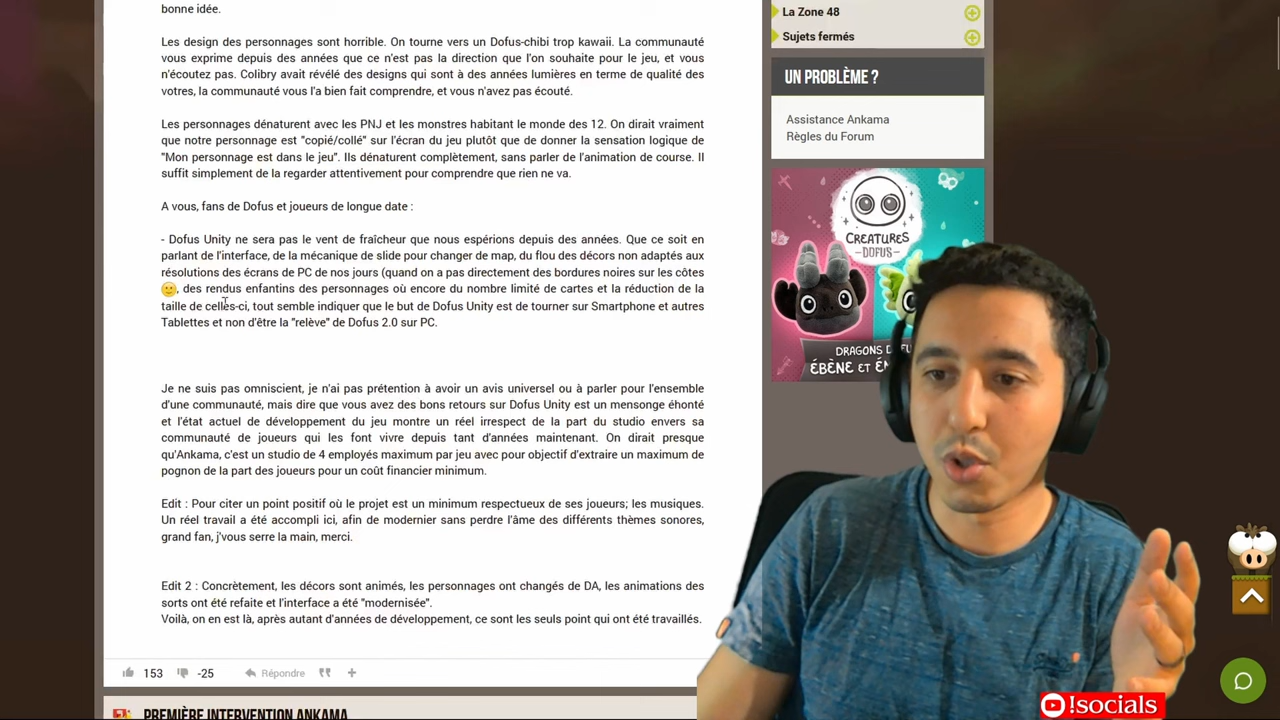 bonne idée.
Les design des personnages sont horrible. On tourne vers un Dofus-chibi trop kawaii. La communauté
vous exprime depuis des années que ce n'est pas la direction que l'on souhaite pour le jeu, et vous
n'écoutez pas. Colibry avait révélé des designs qui sont à des années lumières en terme de qualité des
votres, la communauté vous l'a bien fait comprendre, et vous n'avez pas écouté.
Les personnages dénaturent avec les PNJ et les monstres habitant le monde des 12. On dirait vraiment
que notre personnage est "copié/collé" sur l'écran du jeu plutôt que de donner la sensation logique de
"Mon personnage est dans le jeu". Ils dénaturent complètement, sans parler de l'animation de course. Il
suffit simplement de la regarder attentivement pour comprendre que rien ne va.
A vous, fans de Dofus et joueurs de longue date :
- Dofus Unity ne sera pas le vent de fraîcheur que nous espérions depuis des années. Que ce soit en
parlant de l'interface, de la mécanique de slide pour changer de map, du flou des décors non adaptés aux
résolutions des écrans de PC de nos jours (quand on a pas directement des bordures noires sur les côtes
🙂, des rendus enfantins des personnages où encore du nombre limité de cartes et la réduction de la
taille de celles-ci, tout semble indiquer que le but de Dofus Unity est de tourner sur Smartphone et autres
Tablettes et non d'être la "relève" de Dofus 2.0 sur PC.
Je ne suis pas omniscient, je n'ai pas prétention à avoir un avis universel ou à parler pour l'ensemble
d'une communauté, mais dire que vous avez des bons retours sur Dofus Unity est un mensonge éhonté
et l'état actuel de développement du jeu montre un réel irrespect de la part du studio envers sa
communauté de joueurs qui les font vivre depuis tant d'années maintenant. On dirait presque
qu'Ankama, c'est un studio de 4 employés maximum par jeu avec pour objectif d'extraire un maximum de
pognon de la part des joueurs pour un coût financier minimum.
Edit : Pour citer un point positif où le projet est un minimum respectueux de ses joueurs; les musiques.
Un réel travail a été accompli ici, afin de modernier sans perdre l'âme des différents thèmes sonores,
grand fan, j'vous serre la main, merci.
Edit 2 : Concrètement, les décors sont animés, les personnages ont changés de DA, les animations des
sorts ont été refaite et l'interface a été "modernisée".
Voilà, on en est là, après autant d'années de développement, ce sont les seuls point qui ont été travaillés.
153 -25 Répondre
PREMIÈRE INTERVENTION ANKAMA
La Zone 48
Sujets fermés
UN PROBLÈME ?
Assistance Ankama
Règles du Forum
CREATURES
DOFUS
DRAGONS
ÉBÈNE ET
!socials